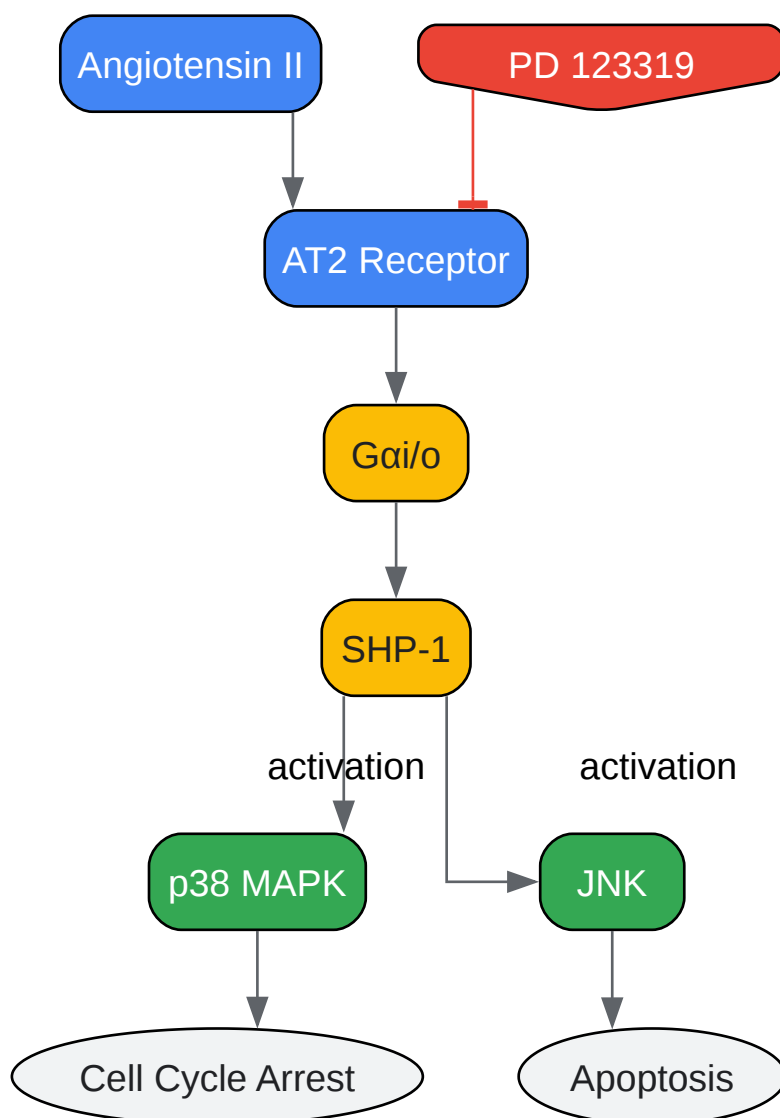 Angiotensin II
PD 123319
AT2 Receptor
Gαi/o
SHP-1
activation
activation
p38 MAPK
JNK
Cell Cycle Arrest
Apoptosis